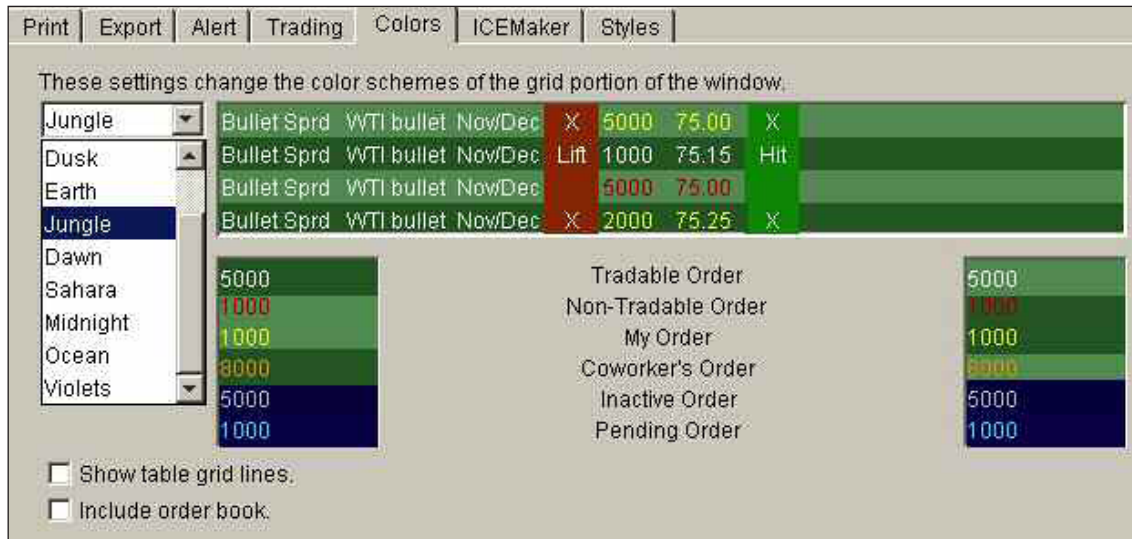 Print Export Alert Trading Colors ICEMaker Styles
These settings change the color schemes of the grid portion of the window.
Jungle
Dusk
Earth
Jungle
Dawn
Sahara
Midnight
Ocean
Violets
Bullet Sprd WTI bullet Nov/Dec X 5000 75.00 X
Bullet Sprd WTI bullet Nov/Dec Lift 1000 75.15 Hit
Bullet Sprd WTI bullet Nov/Dec 5000 75.00
Bullet Sprd WTI bullet Nov/Dec X 2000 75.25 X
5000 Tradable Order 5000
1000 Non-Tradable Order 1000
1000 My Order 1000
8000 Coworker's Order 8000
5000 Inactive Order 5000
1000 Pending Order 1000
Show table grid lines.
Include order book.